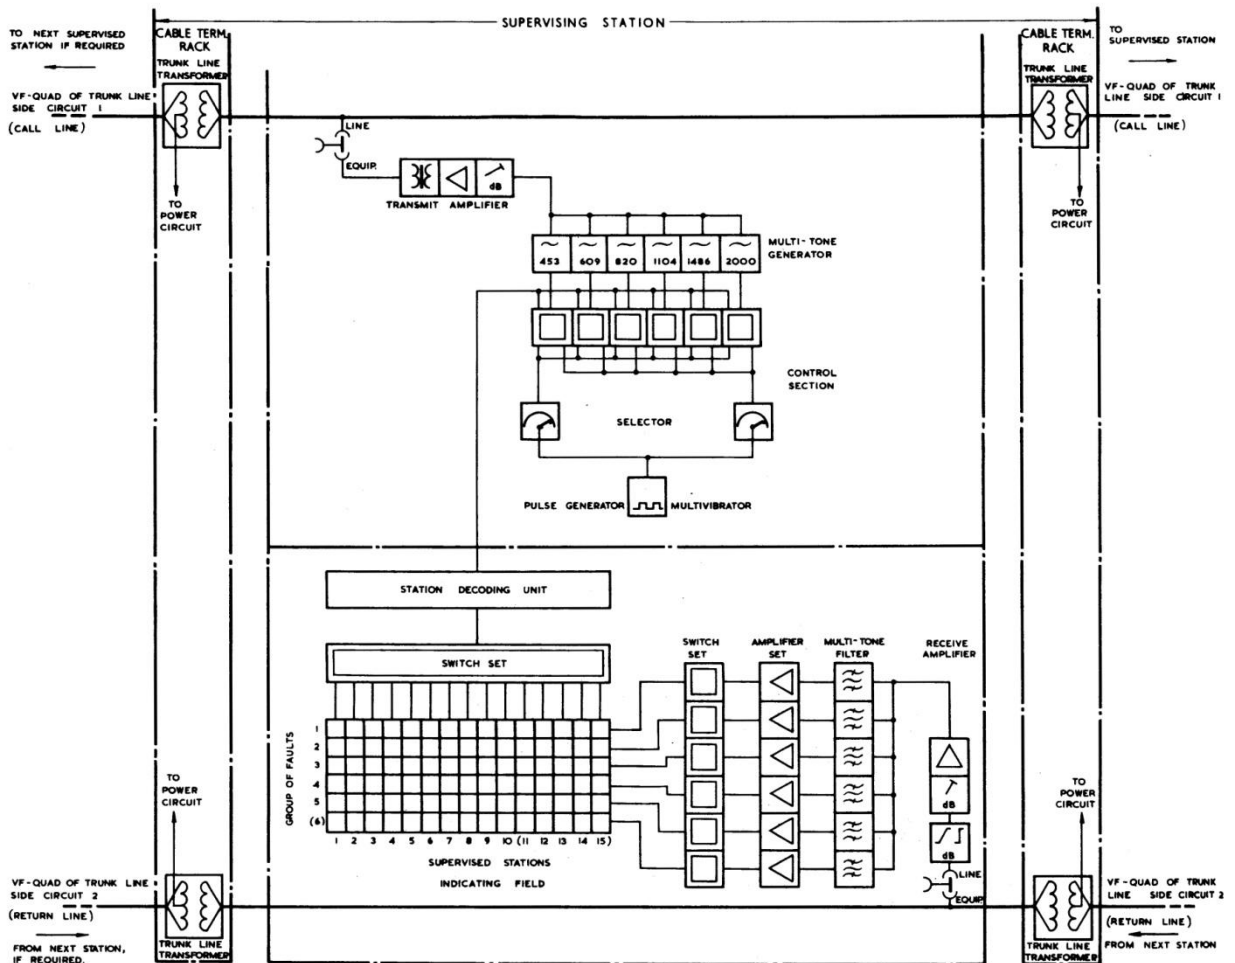 SUPERVISING STATION
TO NEXT SUPERVISED
STATION IF REQUIRED
CABLE TERM.
RACK
TRUNK LINE
TRANSFORMER
VF-QUAD OF TRUNK LINE
SIDE CIRCUIT 1
(CALL LINE)
TO
POWER
CIRCUIT
CABLE TERM.
RACK
TRUNK LINE
TRANSFORMER
TO
SUPERVISED STATION
VF-QUAD OF TRUNK
LINE SIDE CIRCUIT 1
(CALL LINE)
TO
POWER
CIRCUIT
LINE
EQUIP.
dB
TRANSMIT AMPLIFIER
453 609 820 1104 1486 2000
MULTI-TONE
GENERATOR
CONTROL
SECTION
SELECTOR
PULSE GENERATOR MULTIVIBRATOR
STATION DECODING UNIT
SWITCH SET
GROUP OF FAULTS
1
2
3
4
5
(6)
1 2 3 4 5 6 7 8 9 10 (11 12 13 14 15)
SUPERVISED STATIONS
INDICATING FIELD
SWITCH
SET
AMPLIFIER
SET
MULTI-TONE
FILTER
RECEIVE
AMPLIFIER
dB
dB
LINE
EQUIP
TO
POWER
CIRCUIT
VF-QUAD OF TRUNK LINE
SIDE CIRCUIT 2
(RETURN LINE)
FROM NEXT STATION,
IF REQUIRED.
TRUNK LINE
TRANSFORMER
TO
POWER
CIRCUIT
VF-QUAD OF TRUNK
LINE SIDE CIRCUIT 2
(RETURN LINE)
FROM NEXT STATION
TRUNK LINE
TRANSFORMER